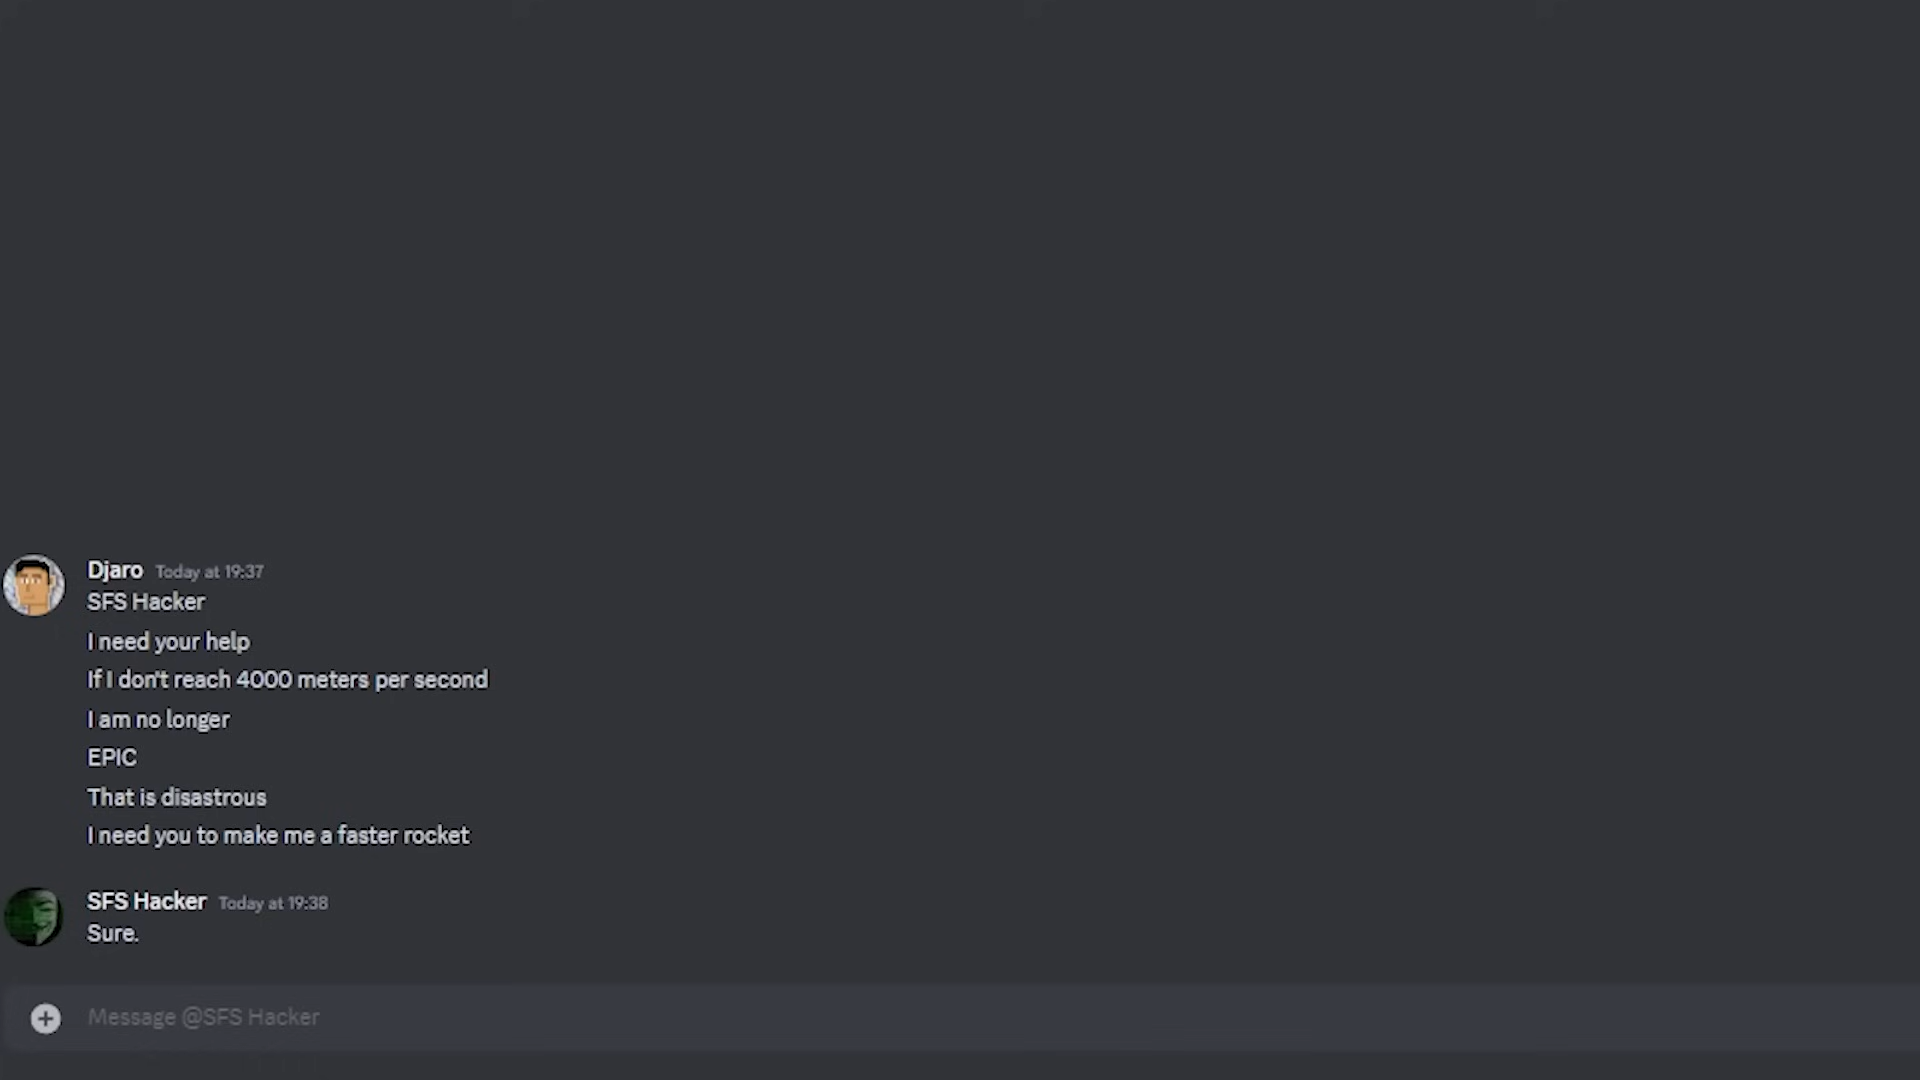 Djaro Today at 19:37
SFS Hacker
I need your help
If I don't reach 4000 meters per second
I am no longer
EPIC
That is disastrous
I need you to make me a faster rocket
SFS Hacker Today at 19:38
Sure.
Message @SFS Hacker